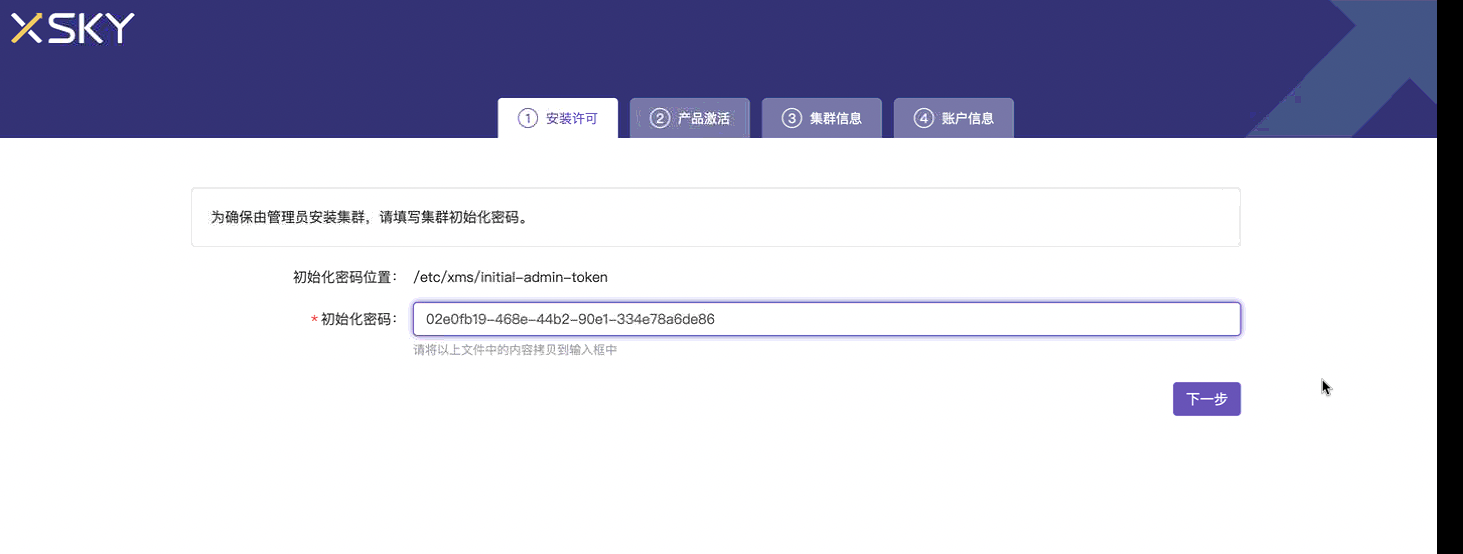 XSKY
① 安装许可 ② 产品激活 ③ 集群信息 ④ 账户信息
为确保由管理员安装集群，请填写集群初始化密码。
初始化密码位置： /etc/xms/initial-admin-token
*初始化密码： 02e0fb19-468e-44b2-90e1-334e78a6de86
请将以上文件中的内容拷贝到输入框中
下一步